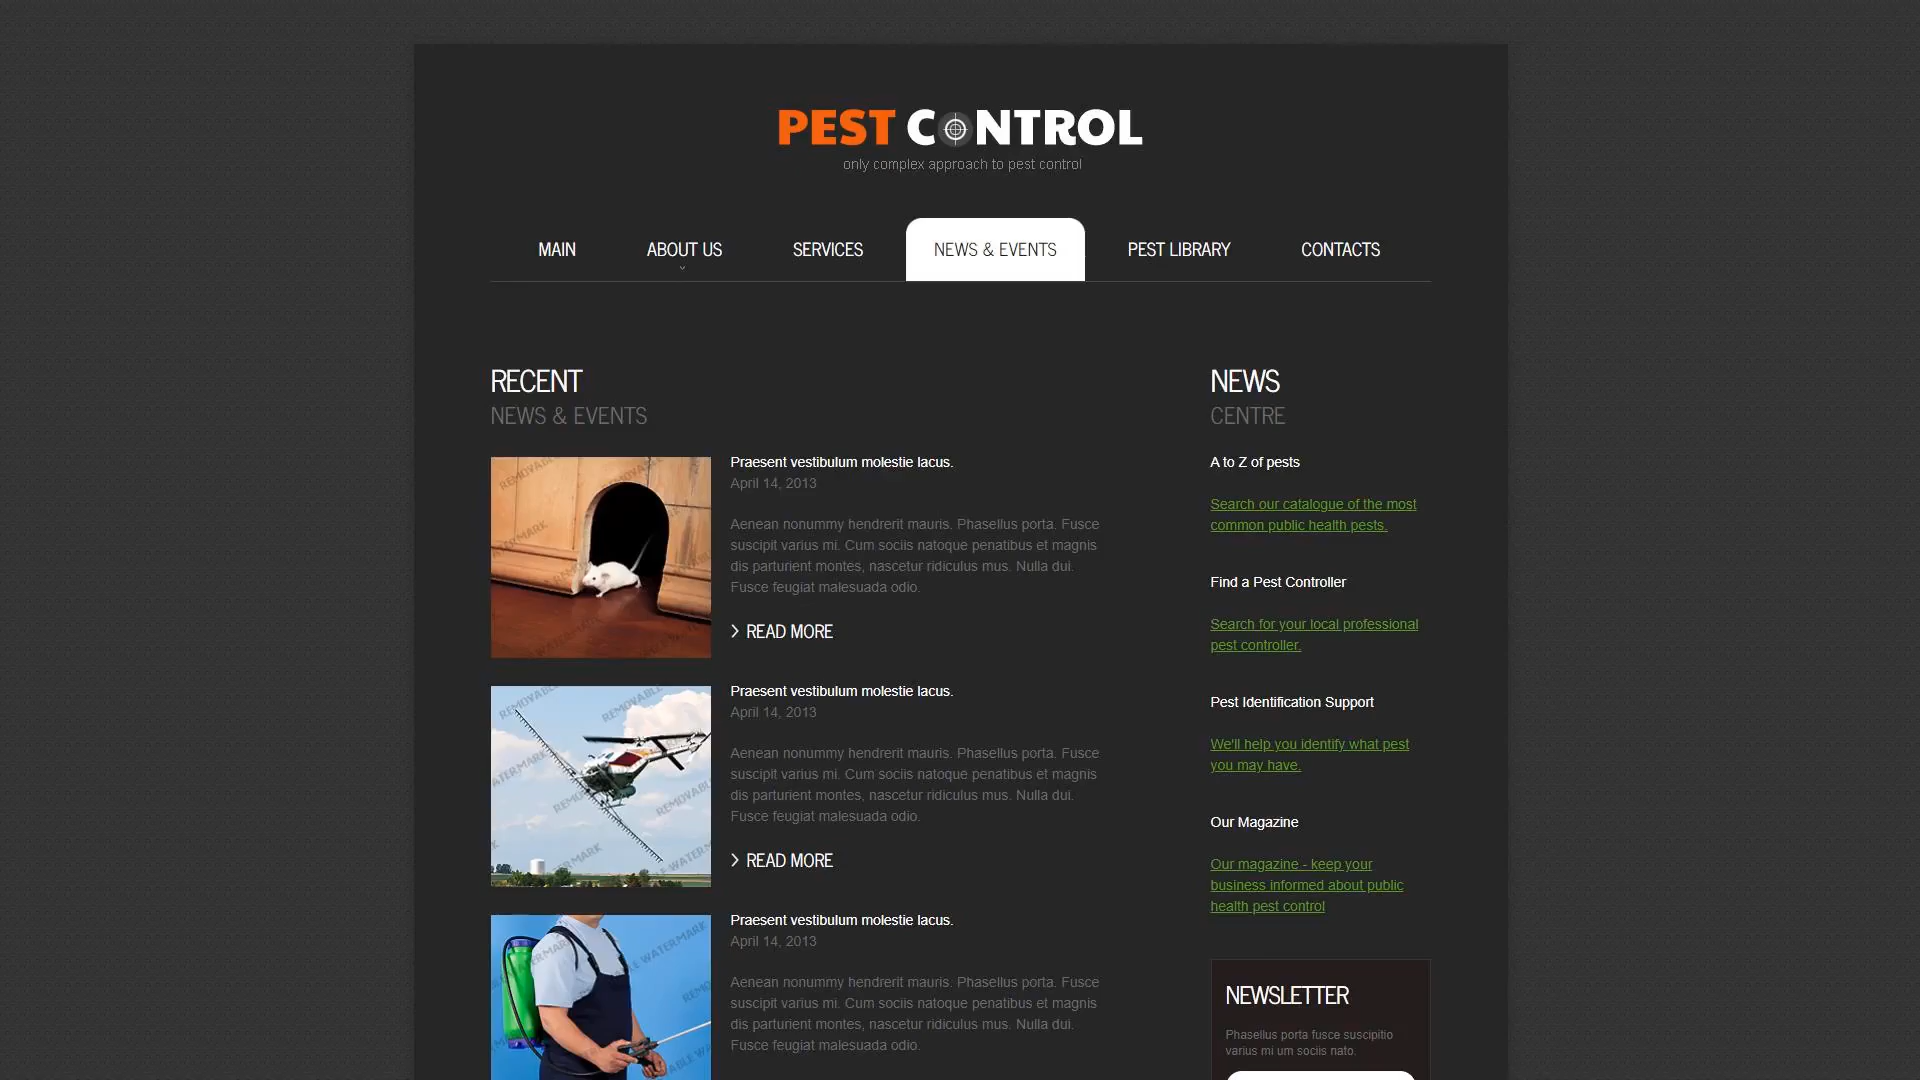 PEST CONTROL
only complex approach to pest control
MAIN
ABOUT US
SERVICES
NEWS & EVENTS
PEST LIBRARY
CONTACTS
RECENT
NEWS & EVENTS
Praesent vestibulum molestie lacus.
April 14, 2013
Aenean nonummy hendrerit mauris. Phasellus porta. Fusce
suscipit varius mi. Cum sociis natoque penatibus et magnis
dis parturient montes, nascetur ridiculus mus. Nulla dui.
Fusce feugiat malesuada odio.
READ MORE
Praesent vestibulum molestie lacus.
April 14, 2013
Aenean nonummy hendrerit mauris. Phasellus porta. Fusce
suscipit varius mi. Cum sociis natoque penatibus et magnis
dis parturient montes, nascetur ridiculus mus. Nulla dui.
Fusce feugiat malesuada odio.
READ MORE
Praesent vestibulum molestie lacus.
April 14, 2013
Aenean nonummy hendrerit mauris. Phasellus porta. Fusce
suscipit varius mi. Cum sociis natoque penatibus et magnis
dis parturient montes, nascetur ridiculus mus. Nulla dui.
Fusce feugiat malesuada odio.
NEWS
CENTRE
A to Z of pests
Search our catalogue of the most
common public health pests.
Find a Pest Controller
Search for your local professional
pest controller.
Pest Identification Support
We'll help you identify what pest
you may have.
Our Magazine
Our magazine - keep your
business informed about public
health pest control
NEWSLETTER
Phasellus porta fusce suscipitio
varius mi um sociis nato.